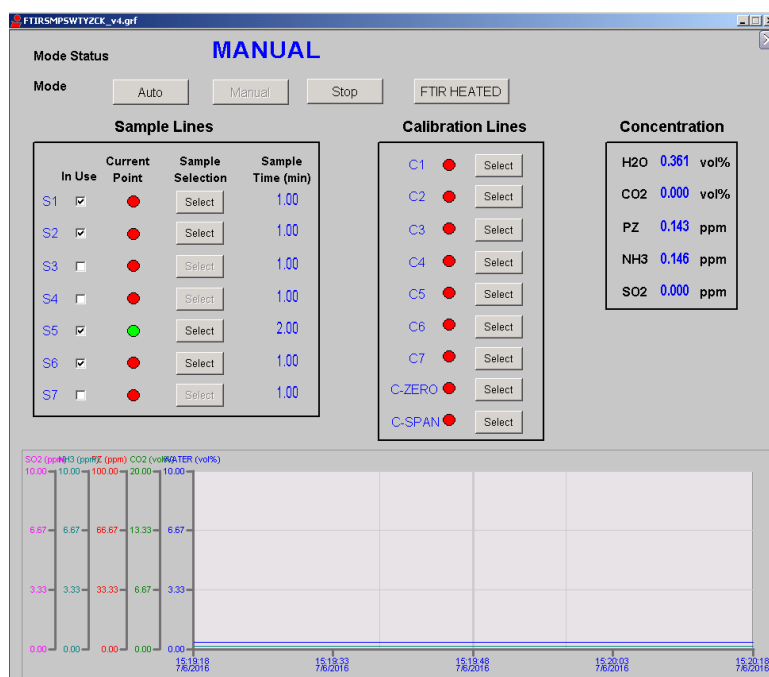 FTIRSMPSWTYZCK_v4.grf
Mode Status MANUAL
Mode Auto Manual Stop FTIR HEATED
Sample Lines Calibration Lines Concentration
In Use Current Point Sample Selection Sample Time (min)
S1 Select 1.00
S2 Select 1.00
S3 Select 1.00
S4 Select 1.00
S5 Select 2.00
S6 Select 1.00
S7 Select 1.00
C1 Select
C2 Select
C3 Select
C4 Select
C5 Select
C6 Select
C7 Select
C-ZERO Select
C-SPAN Select
H2O 0.361 vol%
CO2 0.000 vol%
PZ 0.143 ppm
NH3 0.146 ppm
SO2 0.000 ppm
SO2 (ppm) NH3 (ppm) PZ (ppm) CO2 (vol%) WATER (vol%)
10.00 10.00 100.00 20.00 10.00
6.67 6.67 66.67 13.33 6.67
3.33 3.33 33.33 6.67 3.33
0.00 0.00 0.00 0.00 0.00
15:19:18 15:19:33 15:19:48 15:20:03 15:20:18
7/6/2016 7/6/2016 7/6/2016 7/6/2016 7/6/2016